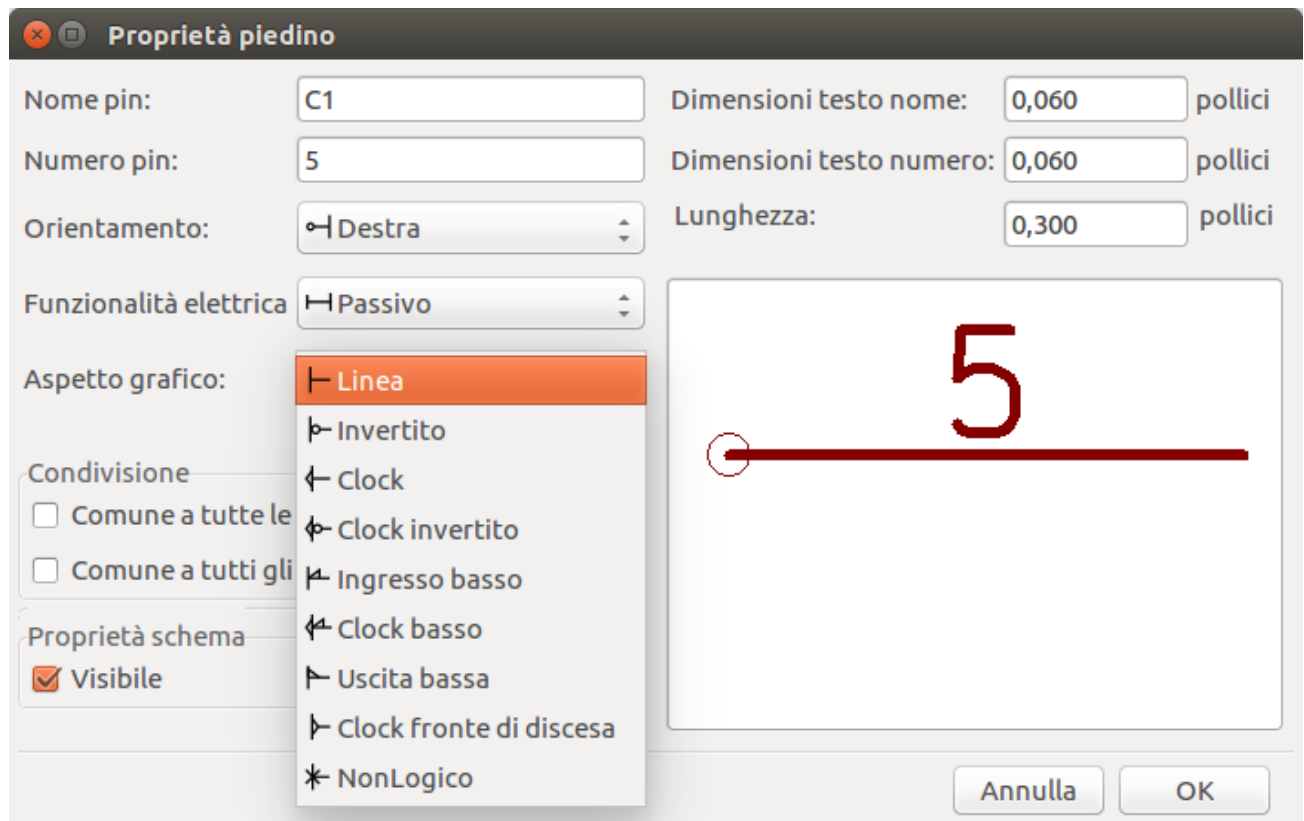 Proprietà piedino
Nome pin: C1
Dimensioni testo nome: 0,060 pollici
Numero pin: 5
Dimensioni testo numero: 0,060 pollici
Orientamento: Destra
Lunghezza: 0,300 pollici
Funzionalità elettrica Passivo
Aspetto grafico:
Linea
Invertito
Clock
Clock invertito
Ingresso basso
Clock basso
Uscita bassa
Clock fronte di discesa
NonLogico
Condivisione
Comune a tutte le
Comune a tutti gli
Proprietà schema
Visibile
5
Annulla
OK